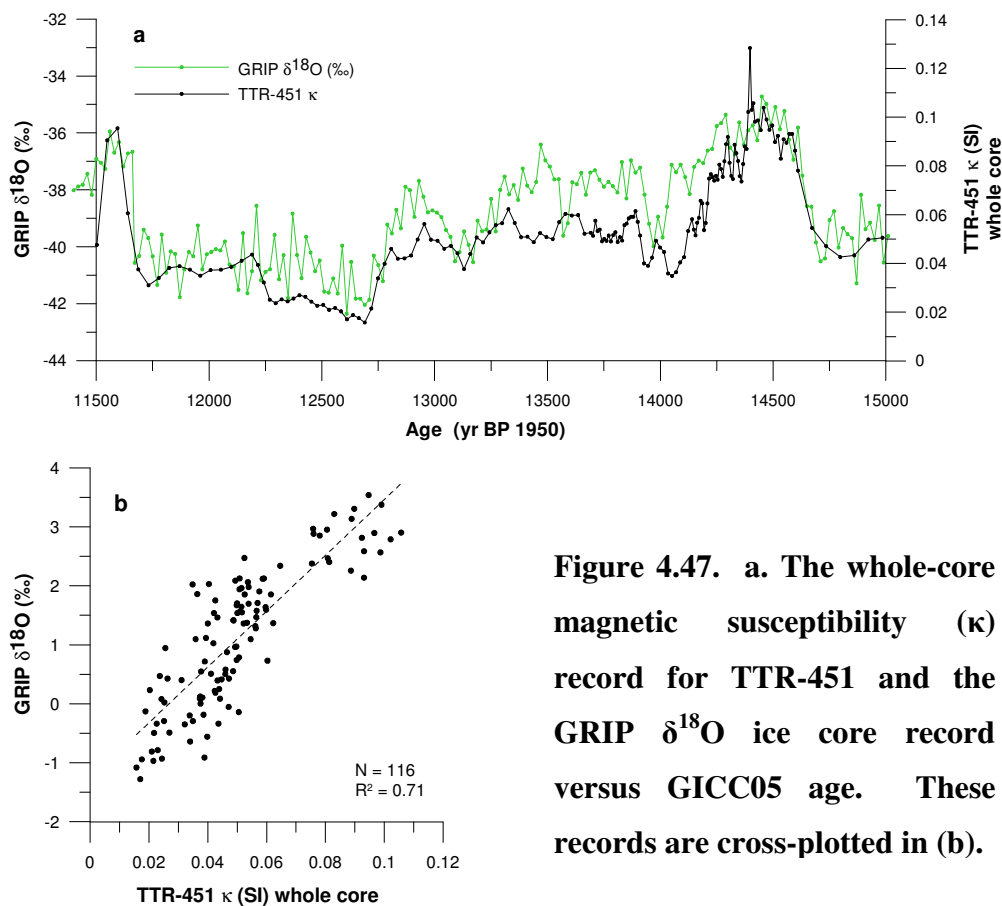 a
GRIP δ18O (‰)
TTR-451 κ
-32
-34
-36
-38
-40
-42
-44
GRIP δ18O (‰)
0.14
0.12
0.1
0.08
0.06
0.04
0.02
0
TTR-451 κ (SI)
whole core
11500 12000 12500 13000 13500 14000 14500 15000
Age (yr BP 1950)
b
4
3
2
1
0
-1
-2
GRIP δ18O (‰)
N = 116
R² = 0.71
0 0.02 0.04 0.06 0.08 0.1 0.12
TTR-451 κ (SI) whole core
Figure 4.47. a. The whole-core
magnetic susceptibility (κ)
record for TTR-451 and the
GRIP δ18O ice core record
versus GICC05 age. These
records are cross-plotted in (b).